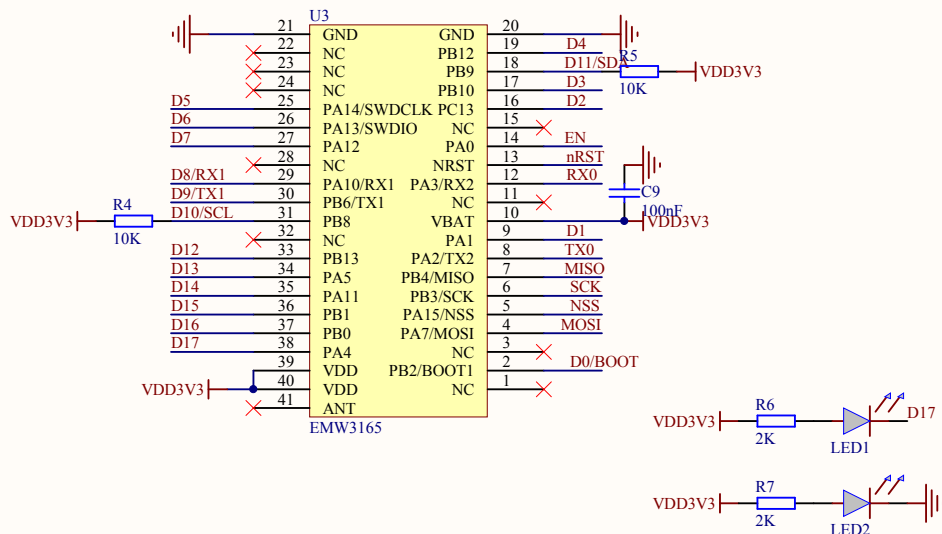 U3
21 GND GND 20
22 NC PB12 19 D4
23 NC PB9 18 D11/SDA R5 10K VDD3V3
24 NC PB10 17 D3
D5 25 PA14/SWDCLK PC13 16 D2
D6 26 PA13/SWDIO NC 15
D7 27 PA12 PA0 14 EN
28 NC NRST 13 nRST
D8/RX1 29 PA10/RX1 PA3/RX2 12 RX0
D9/TX1 30 PB6/TX1 NC 11 C9 100nF
VDD3V3 R4 10K D10/SCL 31 PB8 VBAT 10 VDD3V3
32 NC PA1 9 D1
D12 33 PB13 PA2/TX2 8 TX0
D13 34 PA5 PB4/MISO 7 MISO
D14 35 PA11 PB3/SCK 6 SCK
D15 36 PB1 PA15/NSS 5 NSS
D16 37 PB0 PA7/MOSI 4 MOSI
D17 38 PA4 NC 3
39 VDD PB2/BOOT1 2 D0/BOOT
VDD3V3 40 VDD NC 1
41 ANT
EMW3165
VDD3V3 R6 2K LED1 D17
VDD3V3 R7 2K LED2